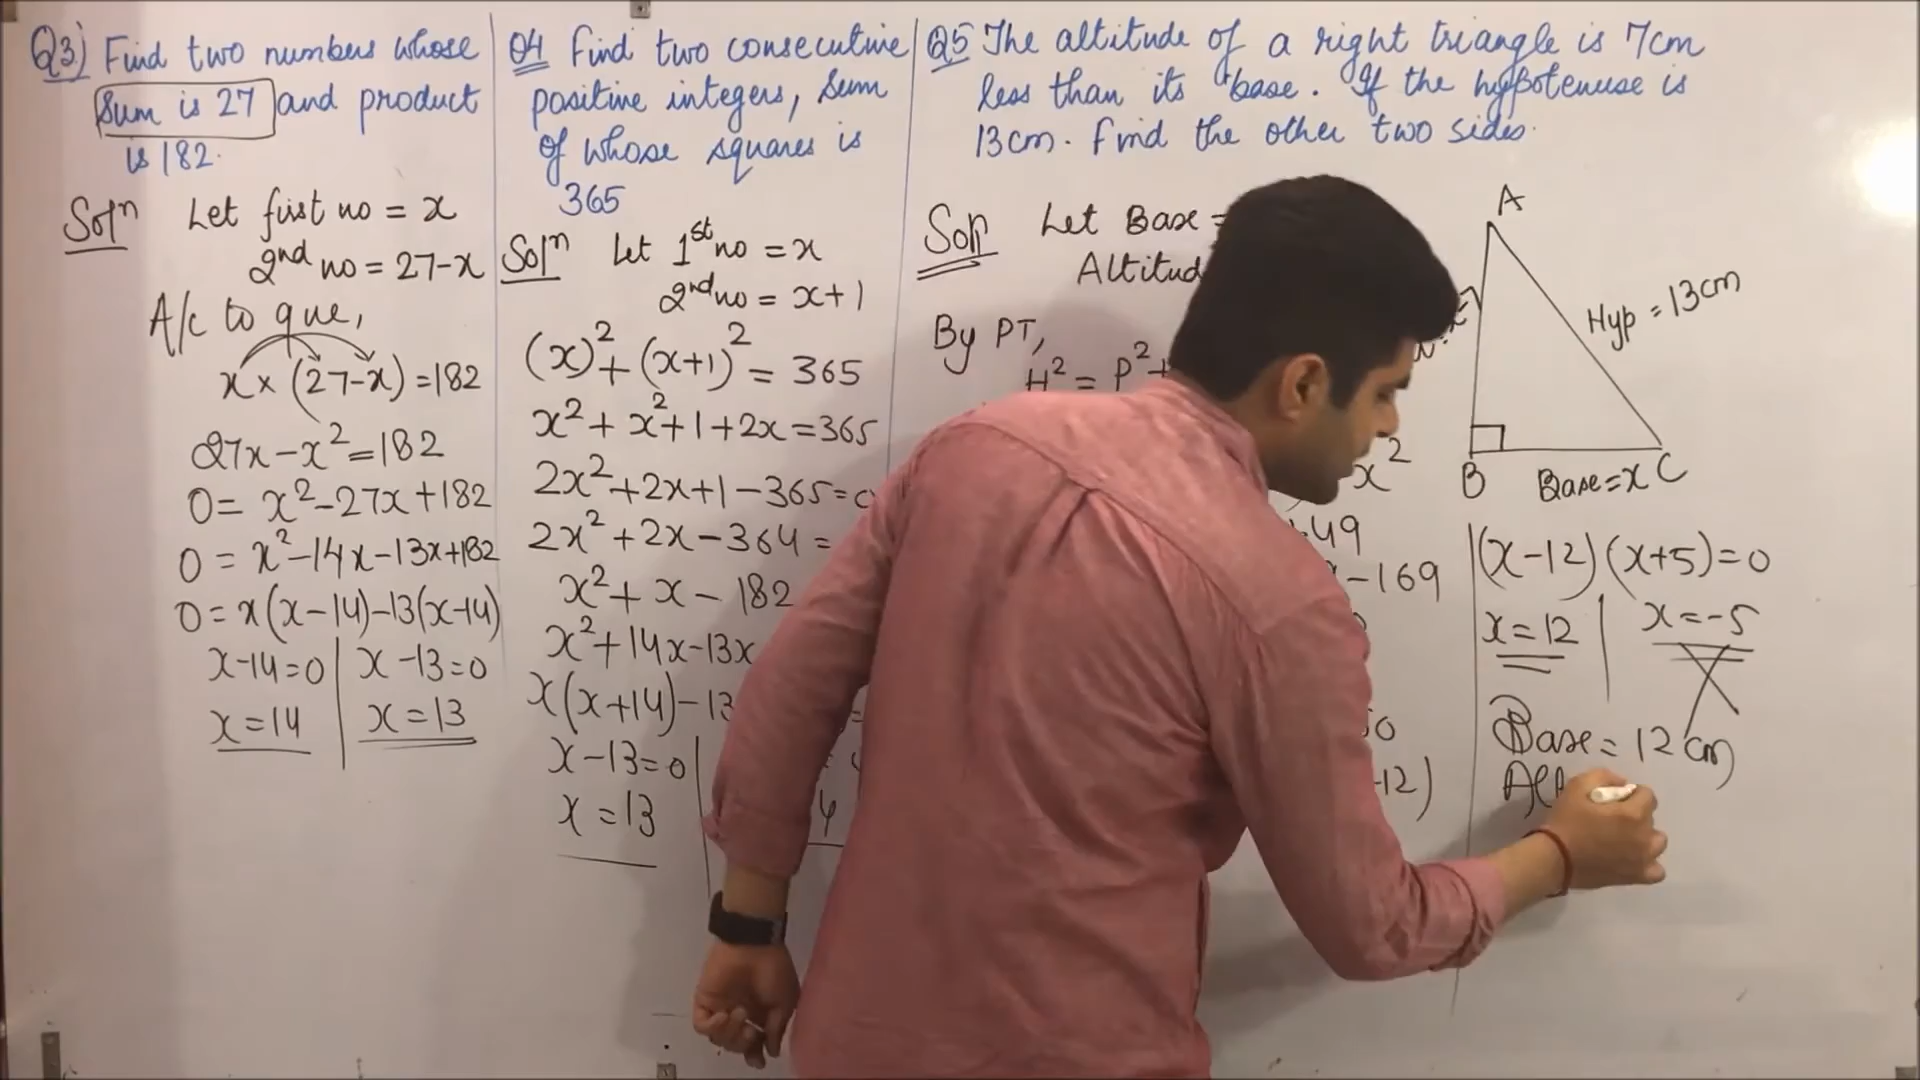 Q3) Find two numbers whose
sum is 27 and product
is 182.
Solⁿ Let first no = x
2nd no = 27-x
A/c to que,
x × (27-x) = 182
27x - x² = 182
0 = x² - 27x + 182
0 = x² - 14x - 13x + 182
0 = x(x-14) - 13(x-14)
x-14=0 | x-13=0
x = 14 | x = 13
Q4 Find two consecutive
positive integers, sum
of whose squares is
365
Solⁿ Let 1st no = x
2nd no = x+1
(x)² + (x+1)² = 365
x² + x² + 1 + 2x = 365
2x² + 2x + 1 - 365 = 0
2x² + 2x - 364 =
x² + x - 182
x² + 14x - 13x
x(x+14) - 13
x - 13 = 0
x = 13
Q5 The altitude of a right triangle is 7cm
less than its base. If the hypotenuse is
13cm. Find the other two sides.
Solⁿ Let Base =
Altitud
By PT,
H² = P² +
x²
+49
- 169
-12)
A
Hyp = 13cm
B Base = x C
(x-12)(x+5)=0
x = 12 | x = -5
Base = 12 cm
Alt